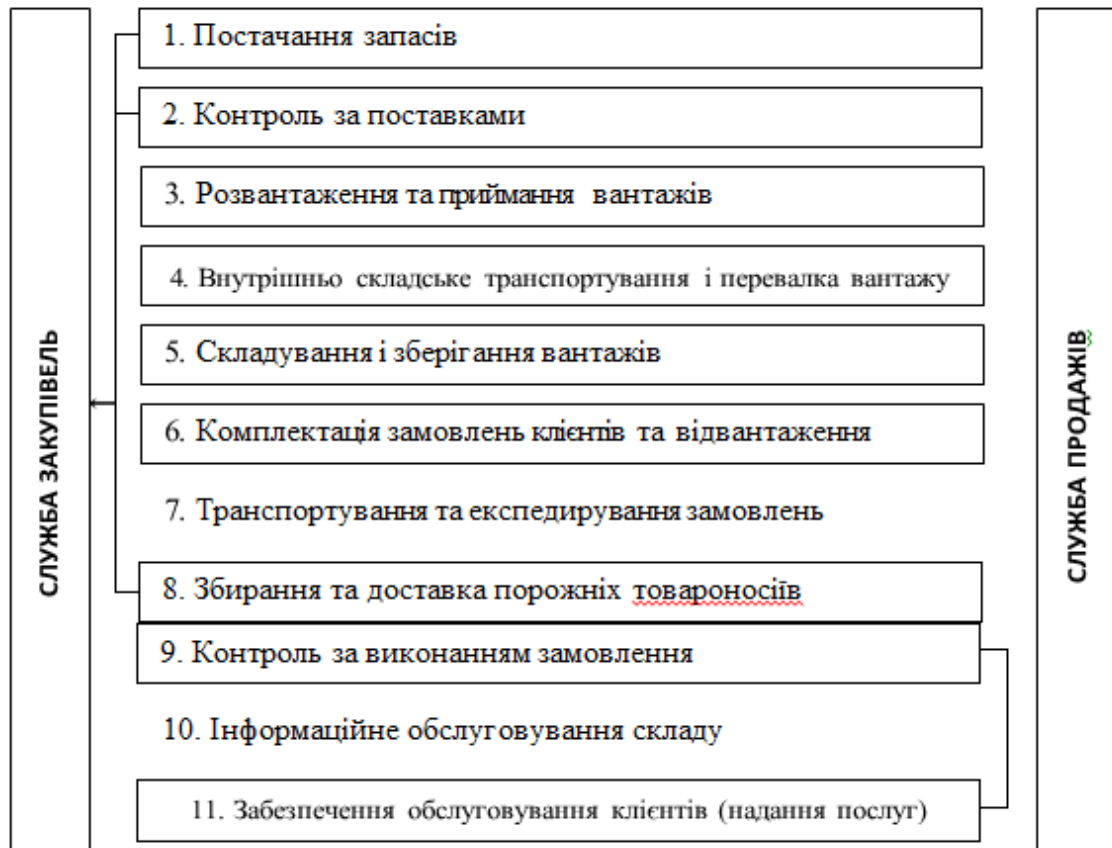 СЛУЖБА ЗАКУПІВЕЛЬ
1. Постачання запасів
2. Контроль за поставками
3. Розвантаження та приймання вантажів
4. Внутрішньо складське транспортування і перевалка вантажу
5. Складування і зберігання вантажів
6. Комплектація замовлень клієнтів та відвантаження
7. Транспортування та експедирування замовлень
8. Збирання та доставка порожніх товароносіїв
9. Контроль за виконанням замовлення
10. Інформаційне обслуговування складу
11. Забезпечення обслуговування клієнтів (надання послуг)
СЛУЖБА ПРОДАЖІВ